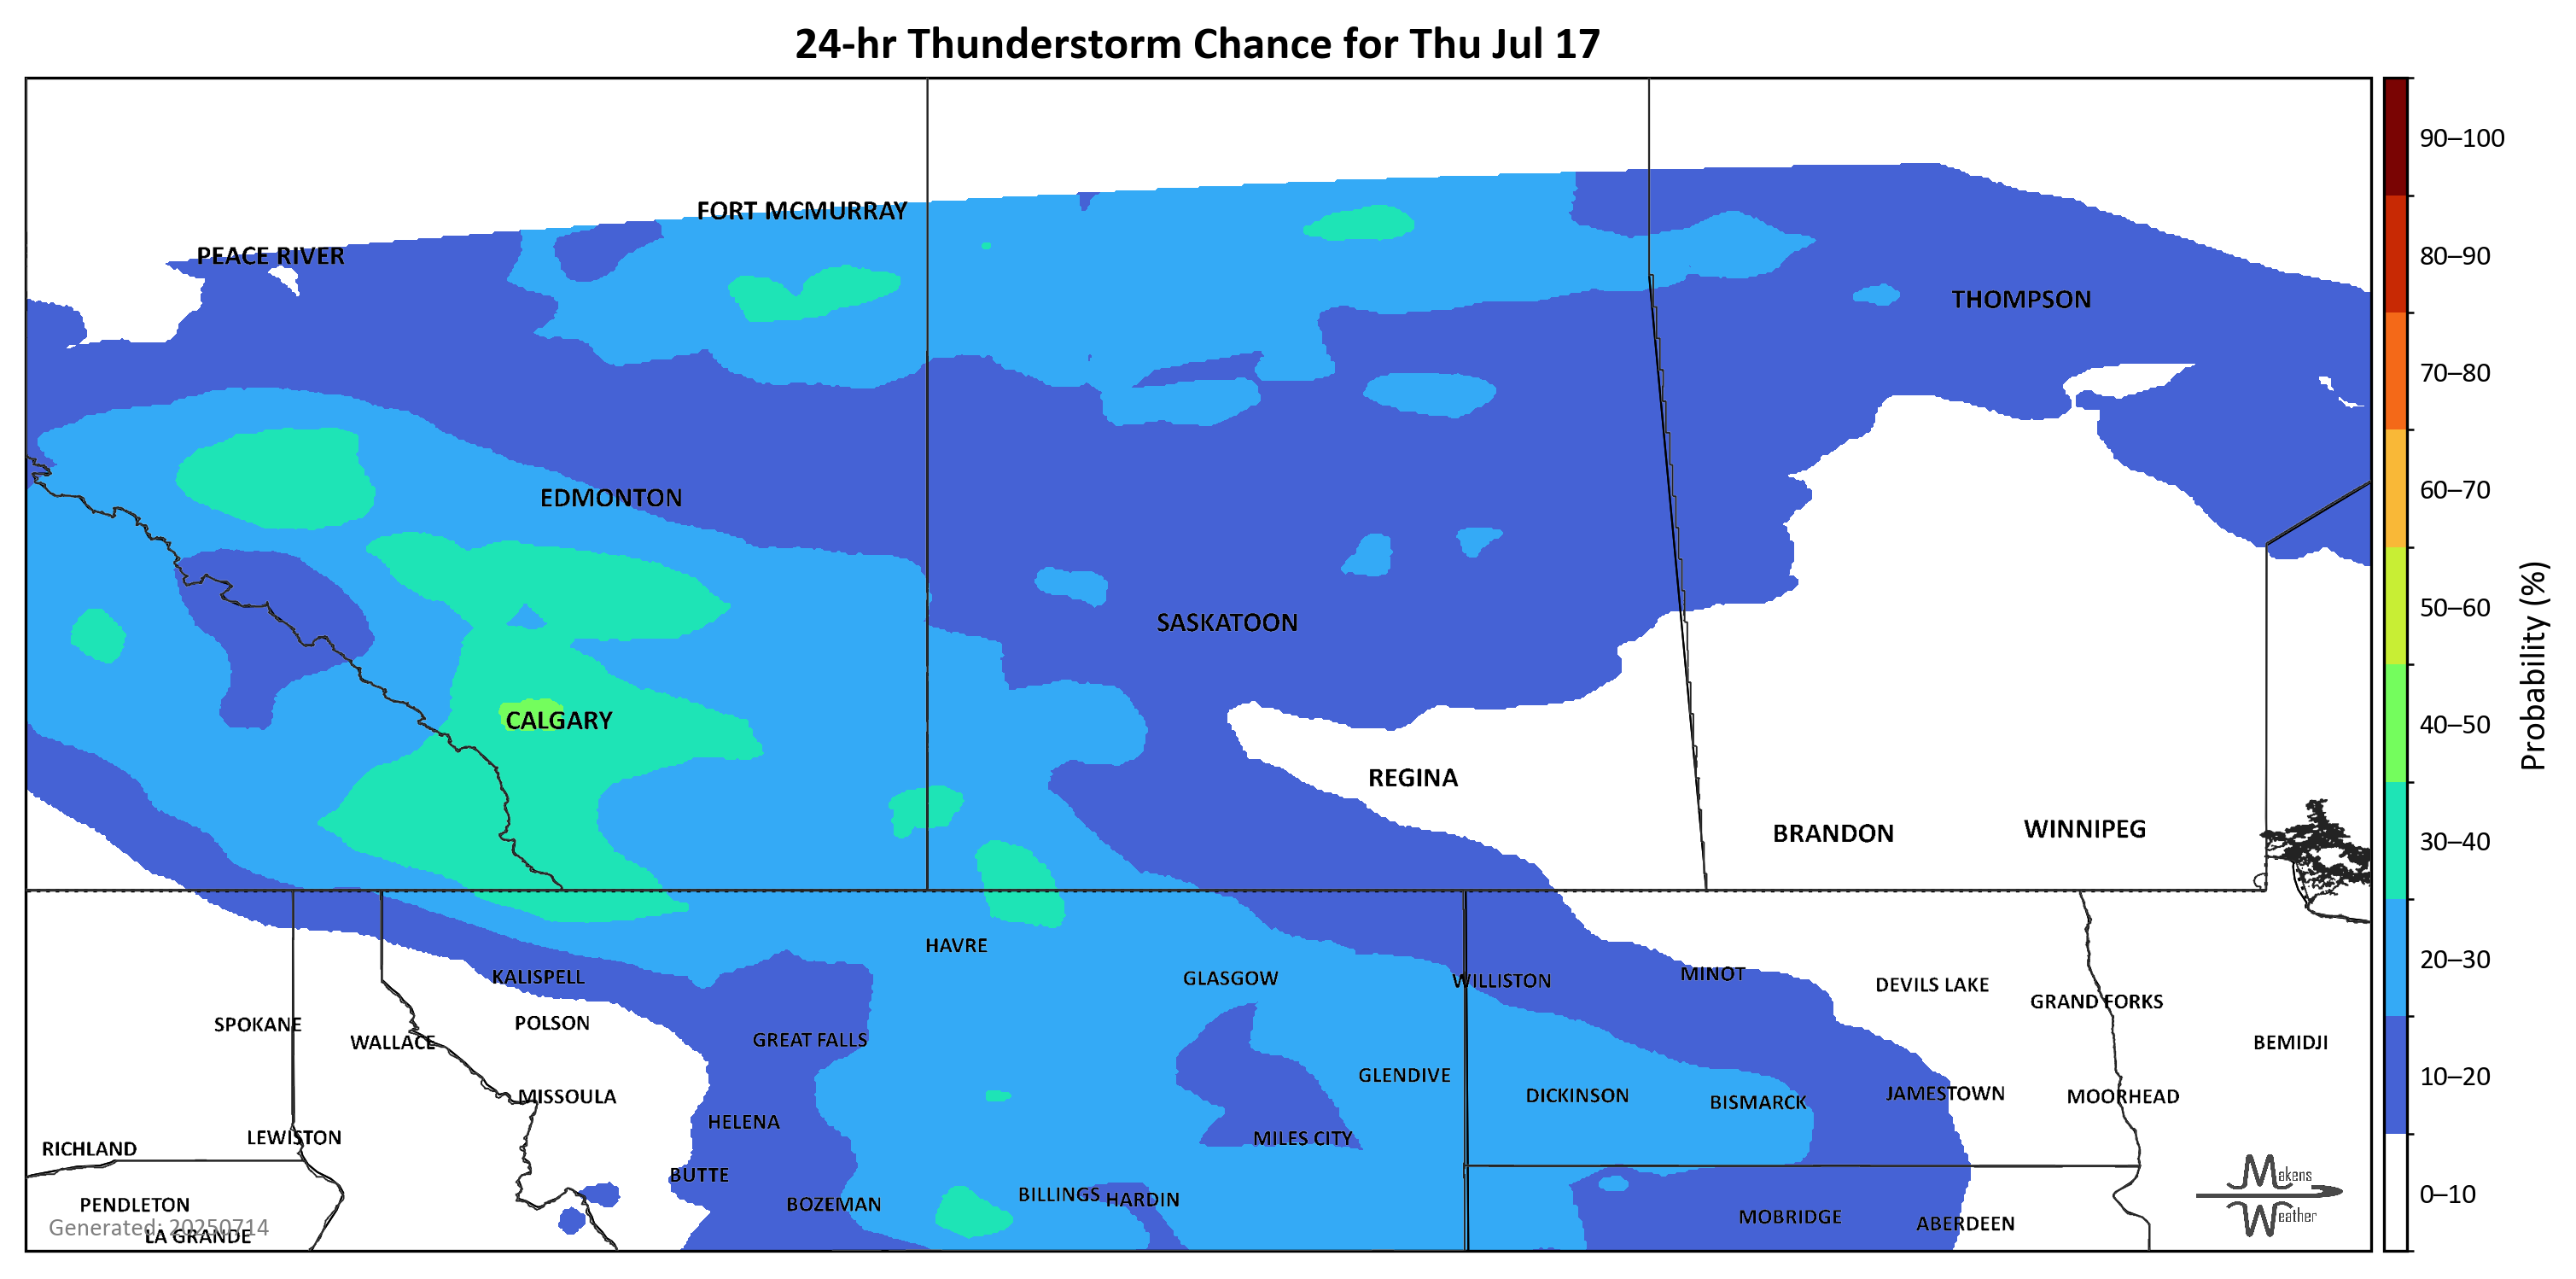 24-hr Thunderstorm Chance for Thu Jul 17
90–100
FORT MCMURRAY
PEACE RIVER
80–90
THOMPSON
70–80
60–70
EDMONTON
50–60
SASKATOON
Probability (%)
CALGARY
40–50
REGINA
BRANDON
WINNIPEG
30–40
HAVRE
20–30
KALISPELL
GLASGOW
WILLISTON
MINOT
DEVILS LAKE
GRAND FORKS
SPOKANE
POLSON
WALLACE
GREAT FALLS
BEMIDJI
GLENDIVE
10–20
MISSOULA
DICKINSON
BISMARCK
JAMESTOWN
MOORHEAD
HELENA
LEWISTON
MILES CITY
RICHLAND
BUTTE
Makens
Weather
BILLINGS
HARDIN
0–10
PENDLETON
BOZEMAN
MOBRIDGE
ABERDEEN
Generated: 20250714
LA GRANDE